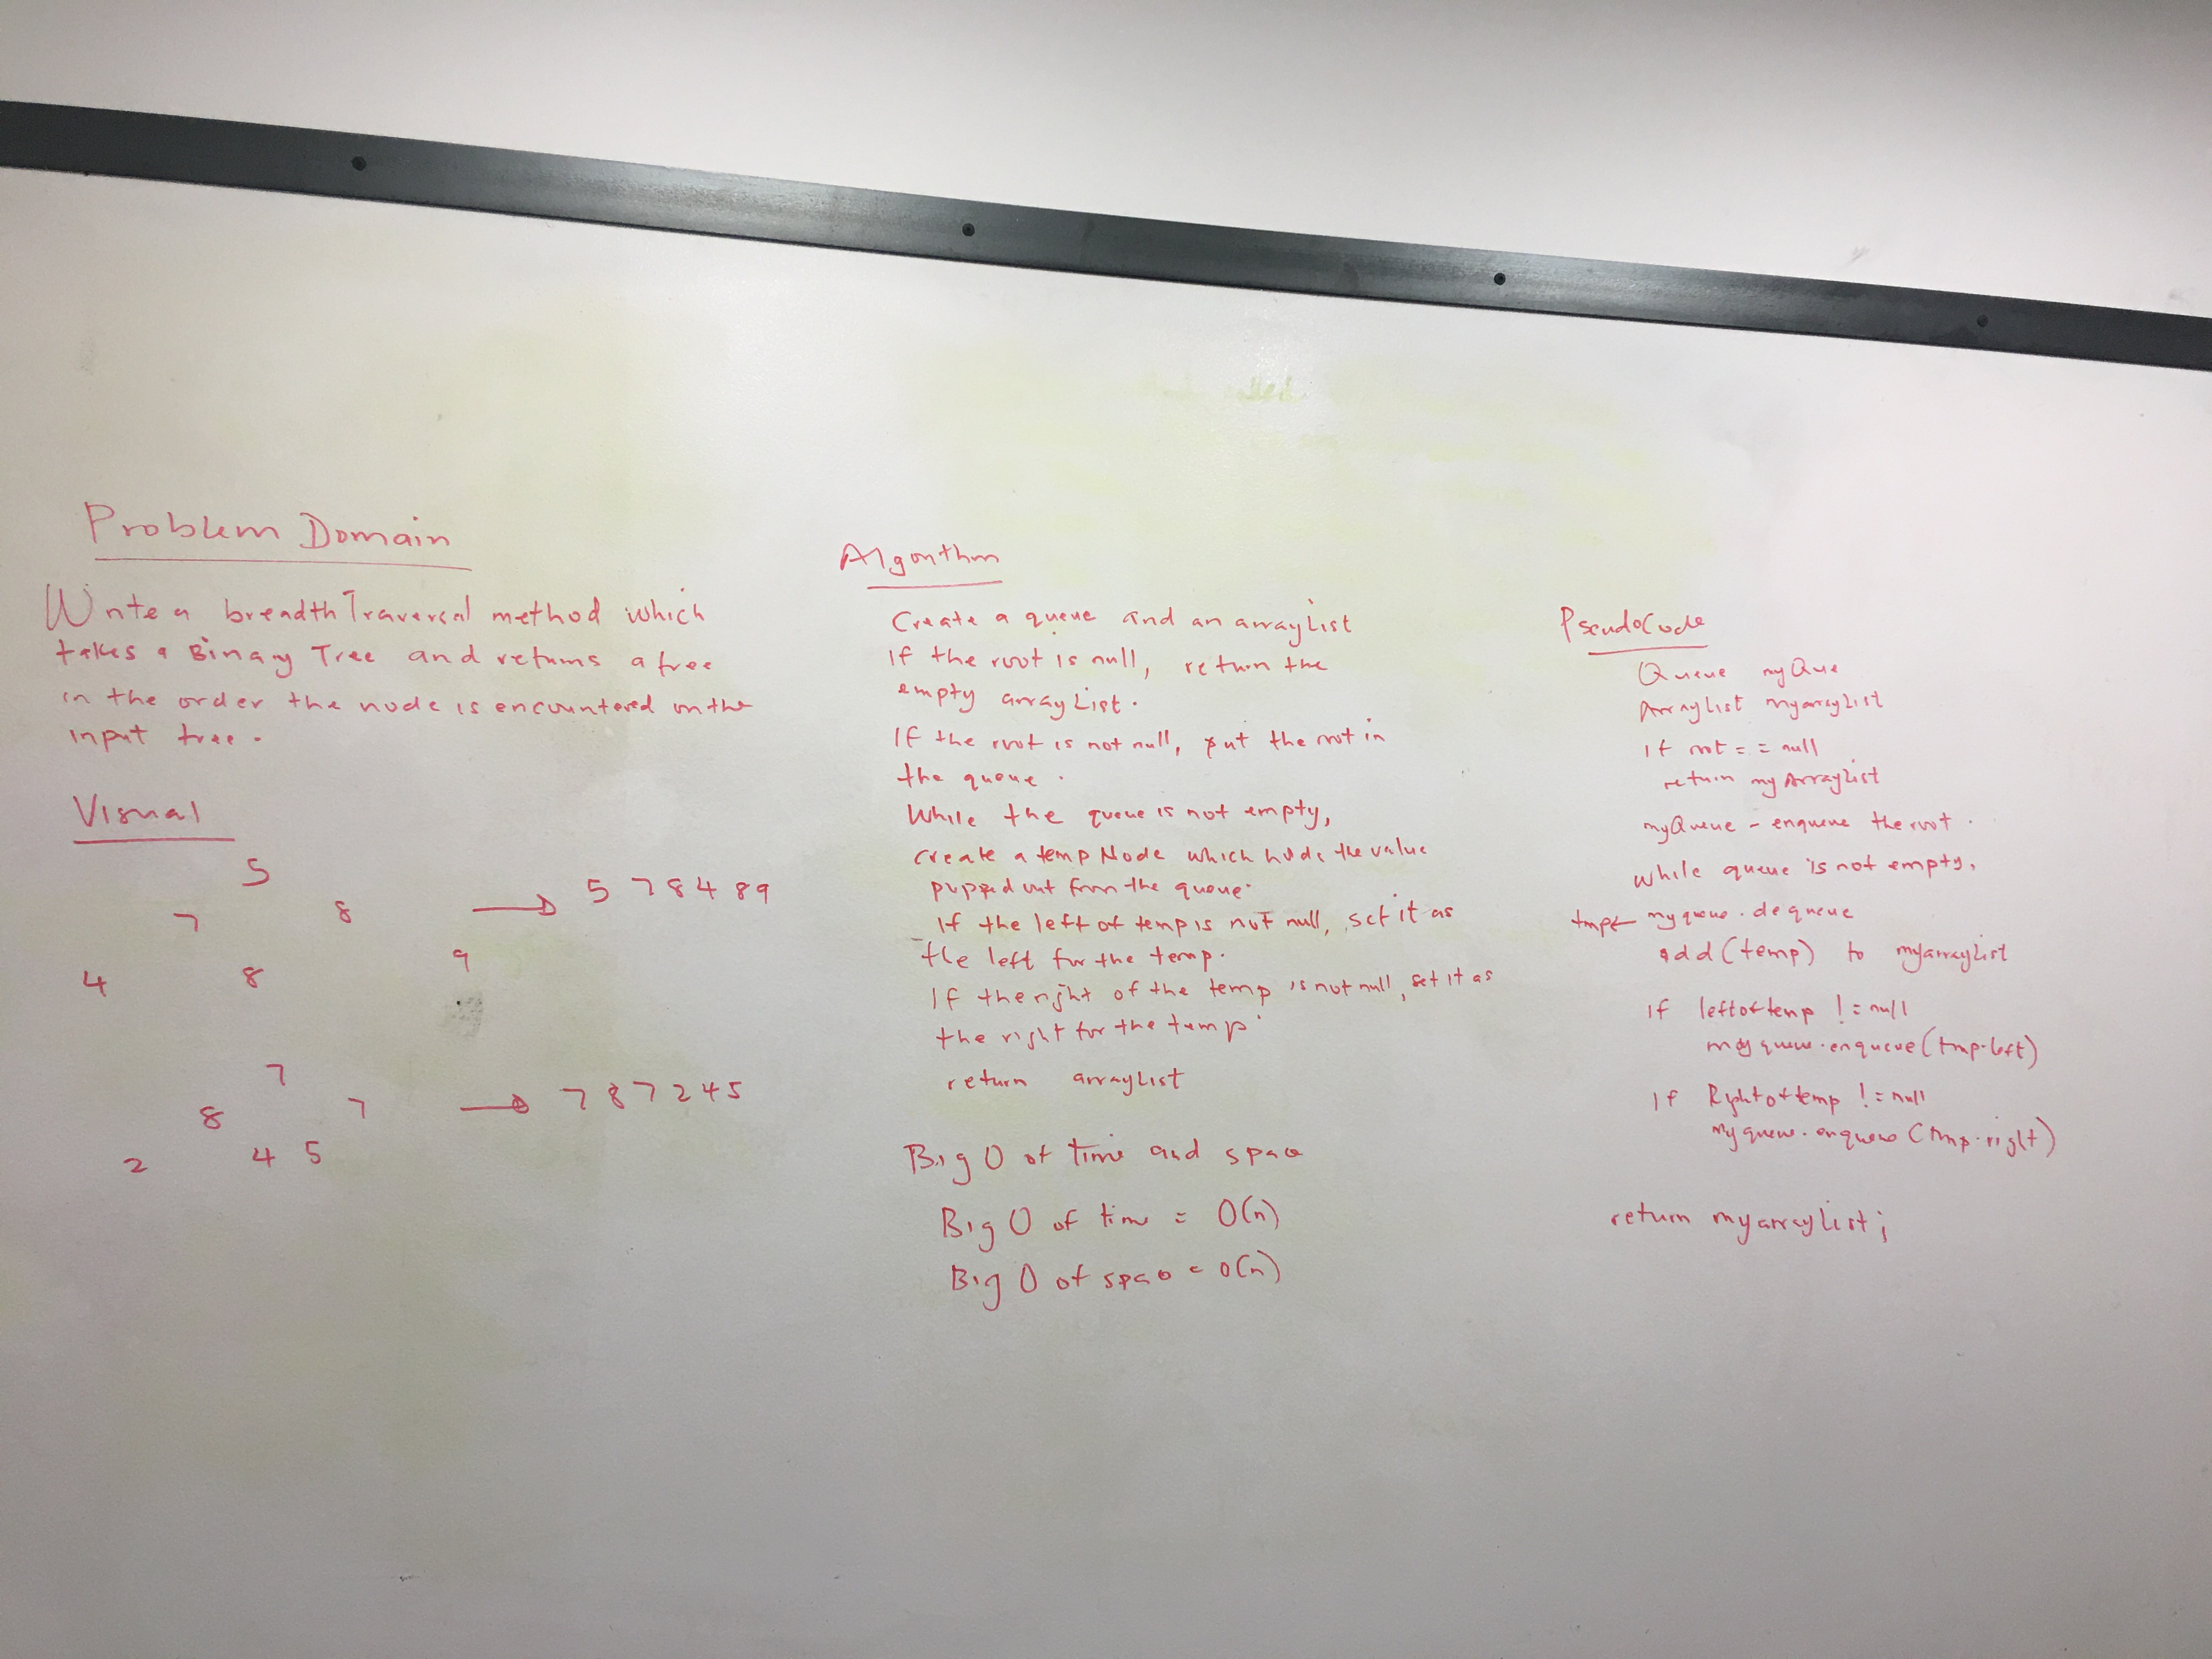 Problem Domain
Write a breadthTraversal method which
takes a Binary Tree and returns a tree
in the order the node is encountered on the
input tree.
Visual
5
7 8
4 8 9
→ 5 7 8 4 8 9
7
8 7
2 4 5
→ 7 8 7 2 4 5
Algorithm
Create a queue and an arrayList
If the root is null, return the
empty arrayList.
If the root is not null, put the root in
the queue.
While the queue is not empty,
create a temp Node which holds the value
popped out from the queue.
If the left of temp is not null, set it as
the left for the temp.
If the right of the temp is not null, set it as
the right for the temp.
return arrayList
Big O of time and space
Big O of time = O(n)
Big O of space = O(n)
PseudoCode
Queue myQue
ArrayList myarrayList
If root == null
return myArrayList
myQueue - enqueue the root.
while queue is not empty,
tmp← myqueue.dequeue
add(temp) to myarraylist
if leftoftemp != null
myqueue.enqueue(tmp.left)
If Rightoftemp != null
myqueue.enqueue(tmp.right)
return myarraylist;